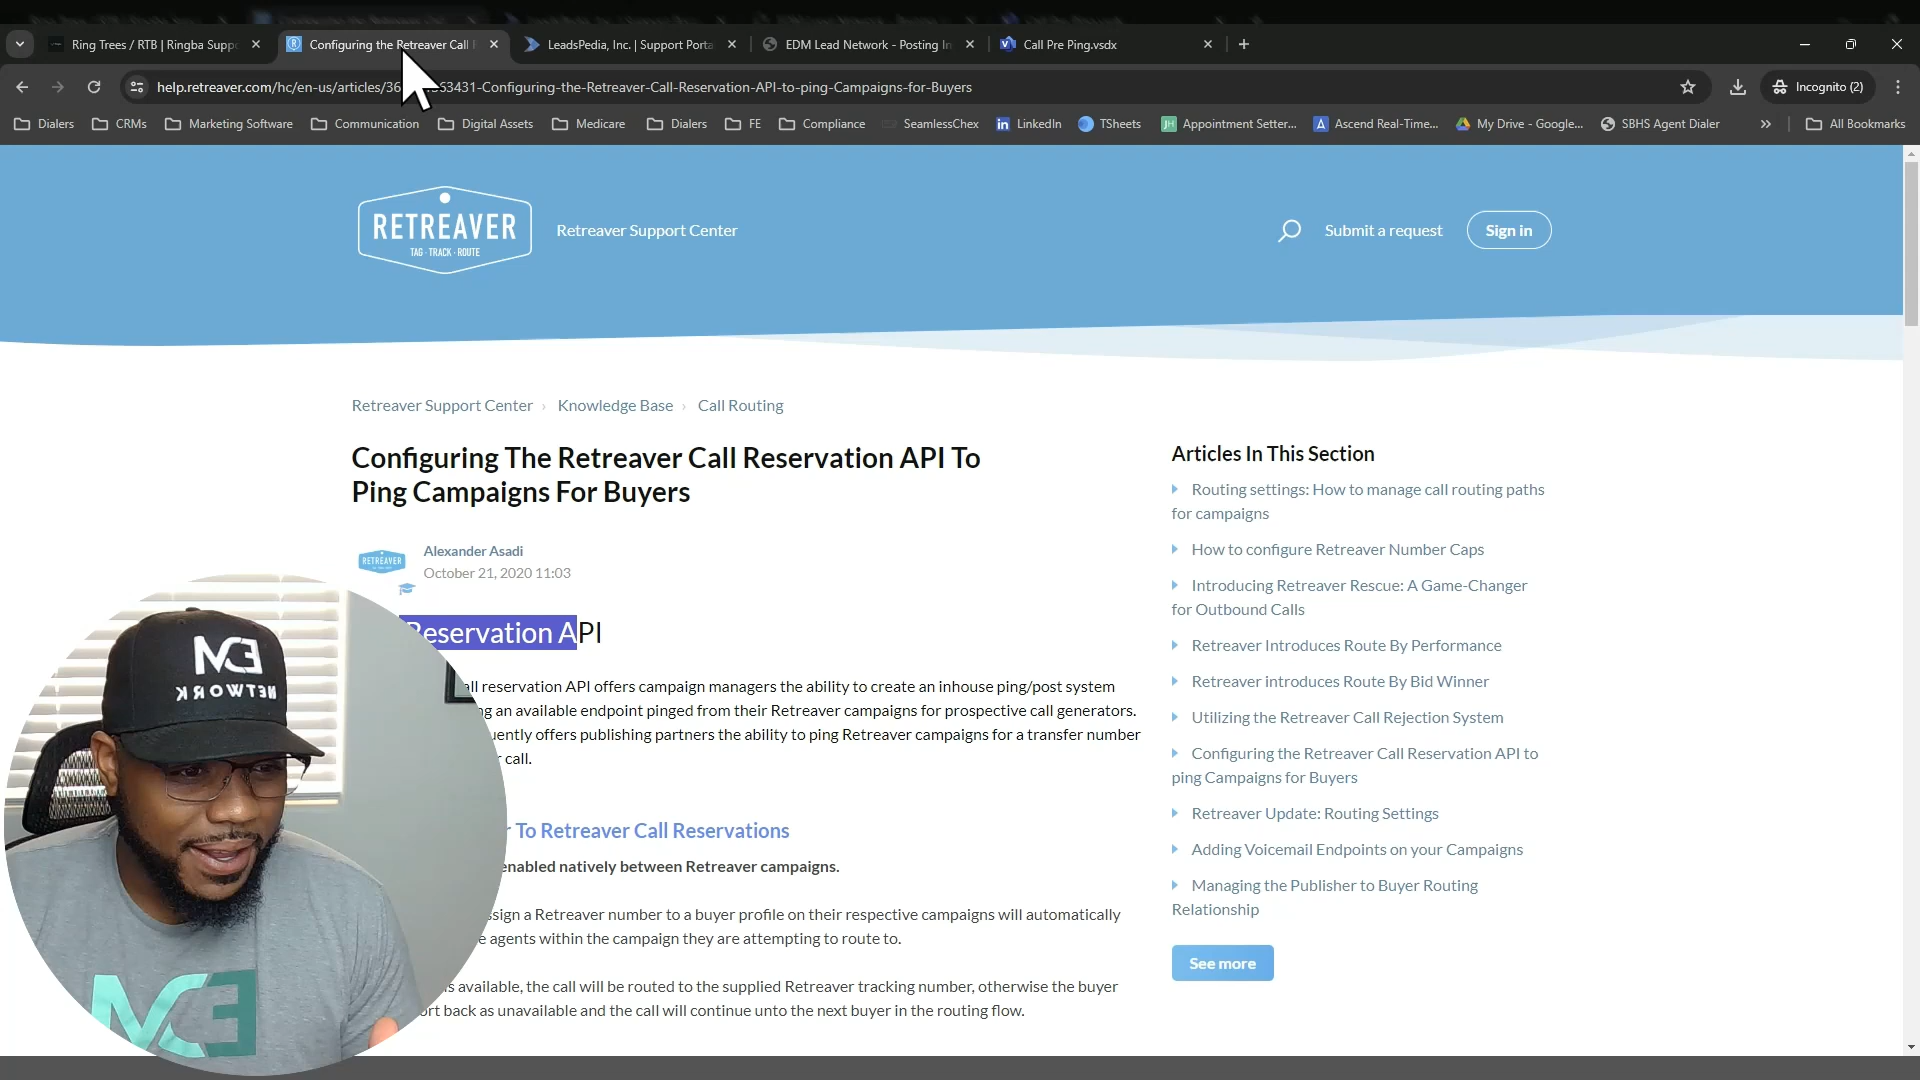 Ring Trees / RTB | Ringba Supp
Configuring the Retreaver Call
LeadsPedia, Inc. | Support Porta
EDM Lead Network - Posting In
Call Pre Ping.vsdx
help.retreaver.com/hc/en-us/articles/36 63431-Configuring-the-Retreaver-Call-Reservation-API-to-ping-Campaigns-for-Buyers
Incognito (2)
Dialers
CRMs
Marketing Software
Communication
Digital Assets
Medicare
Dialers
FE
Compliance
SeamlessChex
LinkedIn
TSheets
Appointment Setter...
Ascend Real-Time...
My Drive - Google...
SBHS Agent Dialer
All Bookmarks
RETREAVER
TAG · TRACK · ROUTE
Retreaver Support Center
Submit a request
Sign in
Retreaver Support Center › Knowledge Base › Call Routing
Configuring The Retreaver Call Reservation API To
Ping Campaigns For Buyers
RETREAVER
Alexander Asadi
October 21, 2020 11:03
Reservation API
all reservation API offers campaign managers the ability to create an inhouse ping/post system
ng an available endpoint pinged from their Retreaver campaigns for prospective call generators.
uently offers publishing partners the ability to ping Retreaver campaigns for a transfer number
r call.
r To Retreaver Call Reservations
enabled natively between Retreaver campaigns.
sign a Retreaver number to a buyer profile on their respective campaigns will automatically
e agents within the campaign they are attempting to route to.
is available, the call will be routed to the supplied Retreaver tracking number, otherwise the buyer
ort back as unavailable and the call will continue unto the next buyer in the routing flow.
Articles In This Section
Routing settings: How to manage call routing paths
for campaigns
How to configure Retreaver Number Caps
Introducing Retreaver Rescue: A Game-Changer
for Outbound Calls
Retreaver Introduces Route By Performance
Retreaver introduces Route By Bid Winner
Utilizing the Retreaver Call Rejection System
Configuring the Retreaver Call Reservation API to
ping Campaigns for Buyers
Retreaver Update: Routing Settings
Adding Voicemail Endpoints on your Campaigns
Managing the Publisher to Buyer Routing
Relationship
See more
EDM
NETWORK